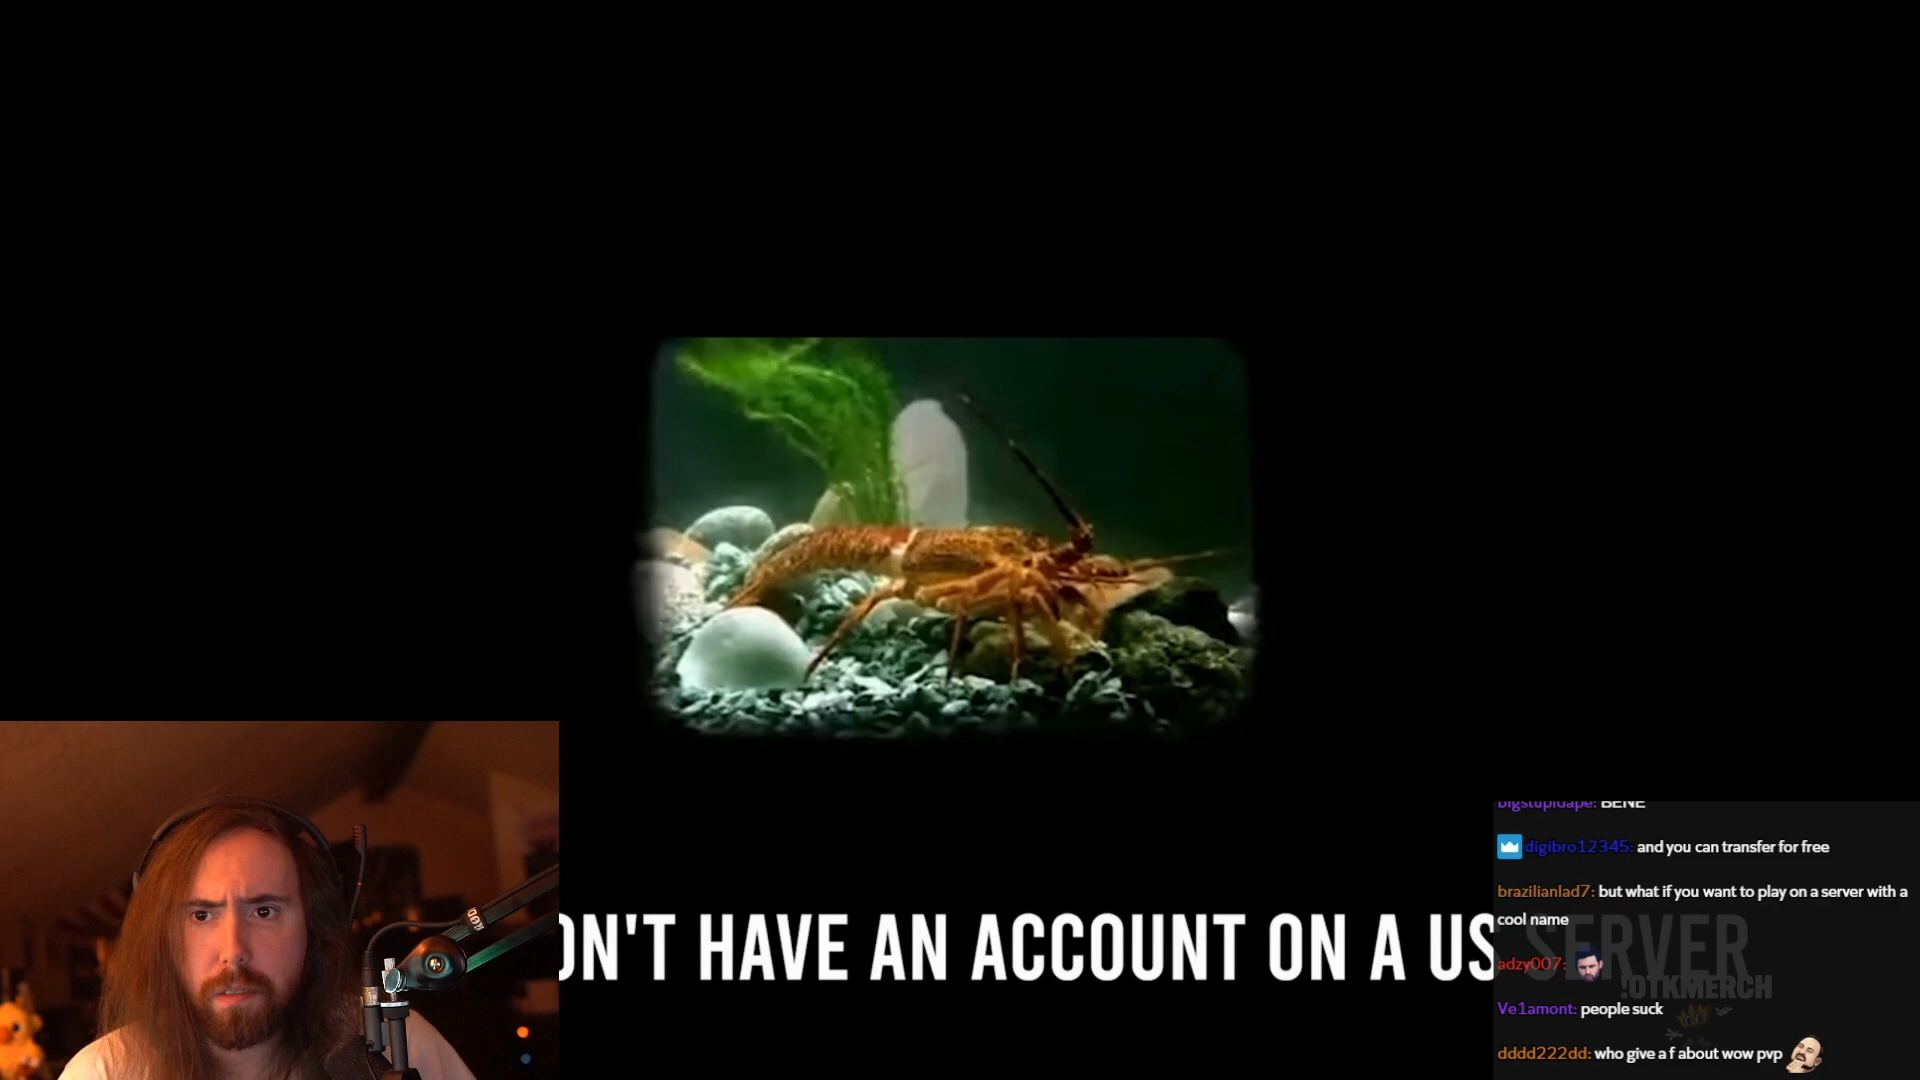 ON'T HAVE AN ACCOUNT ON A US SERVER
bigstupidape: BENE
digibro12345: and you can transfer for free
brazilianlad7: but what if you want to play on a server with a
cool name
adzy007:
!OTKMERCH
Ve1amont: people suck
dddd222dd: who give a f about wow pvp